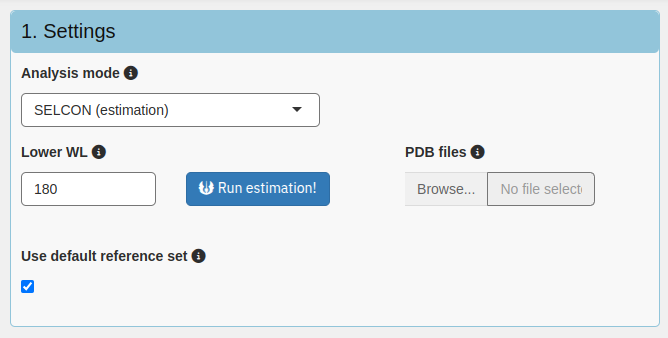 1. Settings
Analysis mode
SELCON (estimation)
Lower WL
PDB files
180
Run estimation!
Browse...
No file selecte
Use default reference set